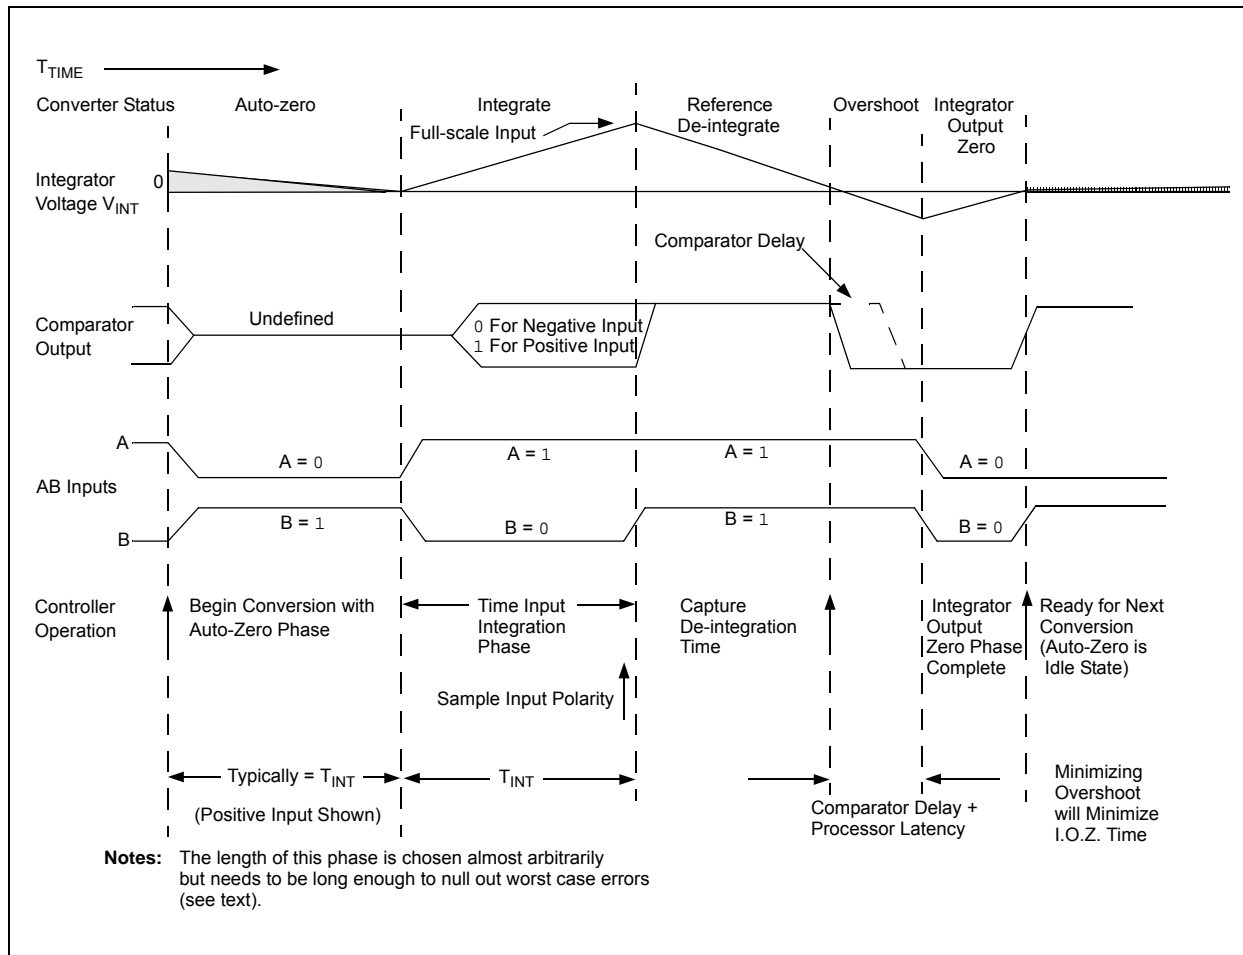 TTIME
Converter Status
Auto-zero
Integrate
Full-scale Input
Reference
De-integrate
Overshoot
Integrator
Output
Zero
Integrator
Voltage VINT
0
Comparator Delay
Comparator
Output
Undefined
0 For Negative Input
1 For Positive Input
AB Inputs
A
A = 0
A = 1
A = 1
A = 0
B
B = 1
B = 0
B = 1
B = 0
Controller
Operation
Begin Conversion with
Auto-Zero Phase
Time Input
Integration
Phase
Sample Input Polarity
Capture
De-integration
Time
Integrator
Output
Zero Phase
Complete
Ready for Next
Conversion
(Auto-Zero is
Idle State)
Typically = TINT
(Positive Input Shown)
TINT
Comparator Delay +
Processor Latency
Minimizing
Overshoot
will Minimize
I.O.Z. Time
Notes: The length of this phase is chosen almost arbitrarily
but needs to be long enough to null out worst case errors
(see text).